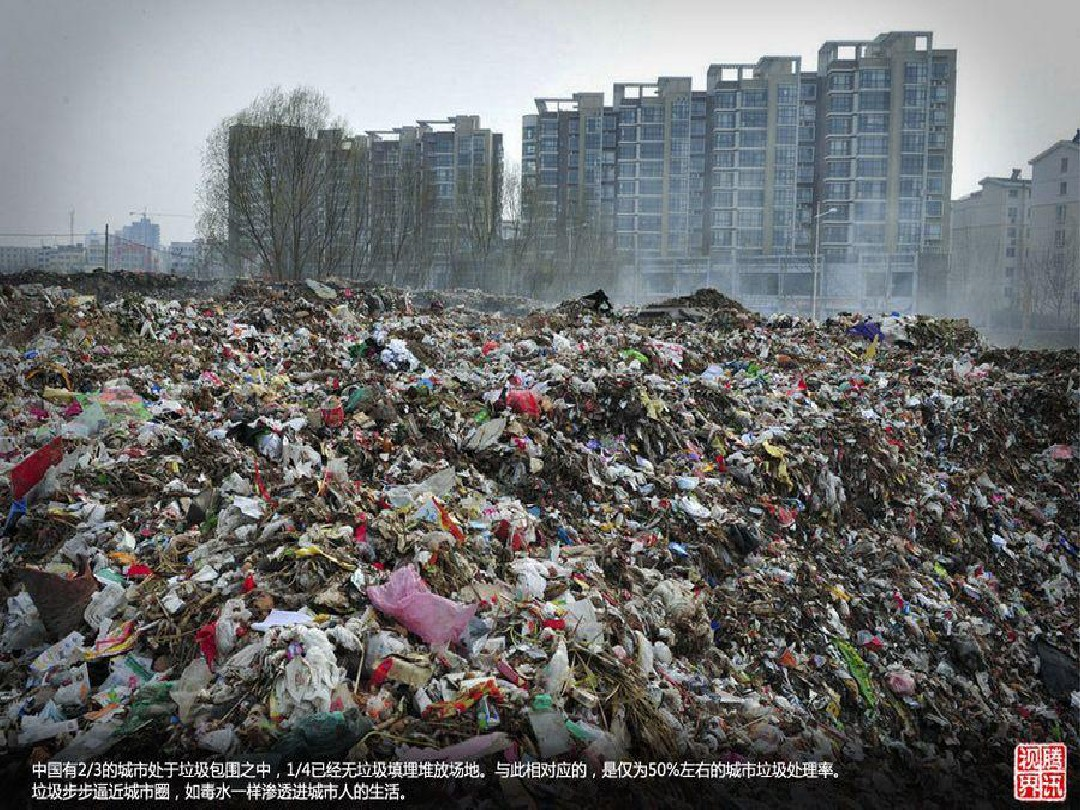 中国有2/3的城市处于垃圾包围之中，1/4已经无垃圾填埋堆放场地。与此相对应的，是仅为50%左右的城市垃圾处理率。
垃圾步步逼近城市圈，如毒水一样渗透进城市人的生活。
腾讯
视界